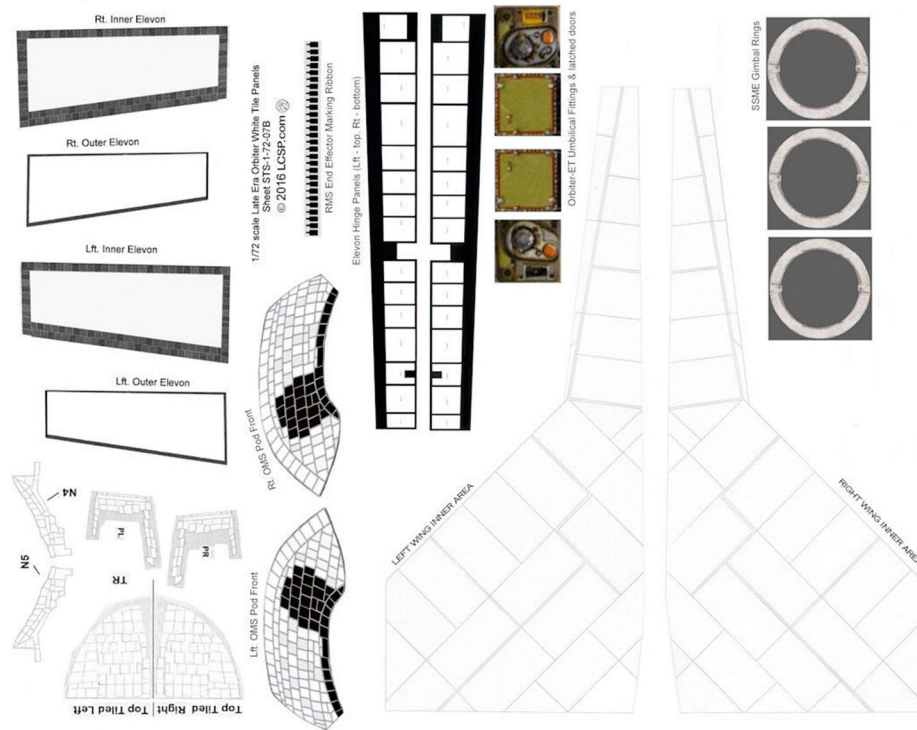 Rt. Inner Elevon
Rt. Outer Elevon
Lft. Inner Elevon
Lft. Outer Elevon
1/72 scale Late Era Orbiter White Tile Panels
Sheet STS-1-72-07B
© 2016 LCSP.com
RMS End Effector Marking Ribbon
Elevon Hinge Panels (Lft - top, Rt - bottom)
Orbiter-ET Umbilical Fittings & latched doors
SSME Gimbal Rings
Rt. OMS Pod Front
Lft. OMS Pod Front
LEFT WING INNER AREA
RIGHT WING INNER AREA
N4
N5
PL
PR
TR
Top Tiled Left
Top Tiled Right